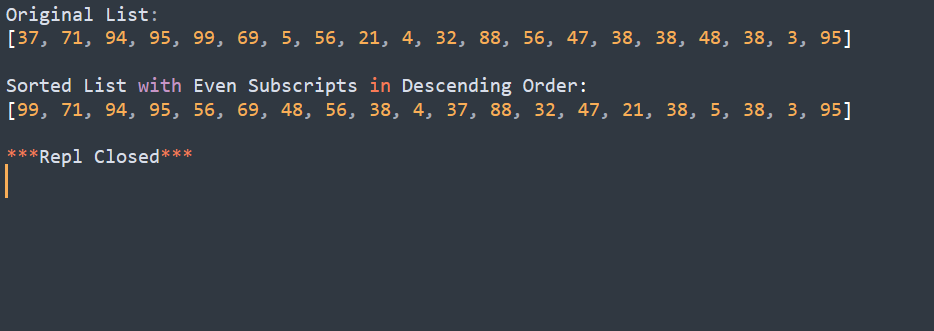 Original List:
[37, 71, 94, 95, 99, 69, 5, 56, 21, 4, 32, 88, 56, 47, 38, 38, 48, 38, 3, 95]
Sorted List with Even Subscripts in Descending Order:
[99, 71, 94, 95, 56, 69, 48, 56, 38, 4, 37, 88, 32, 47, 21, 38, 5, 38, 3, 95]
***Repl Closed***